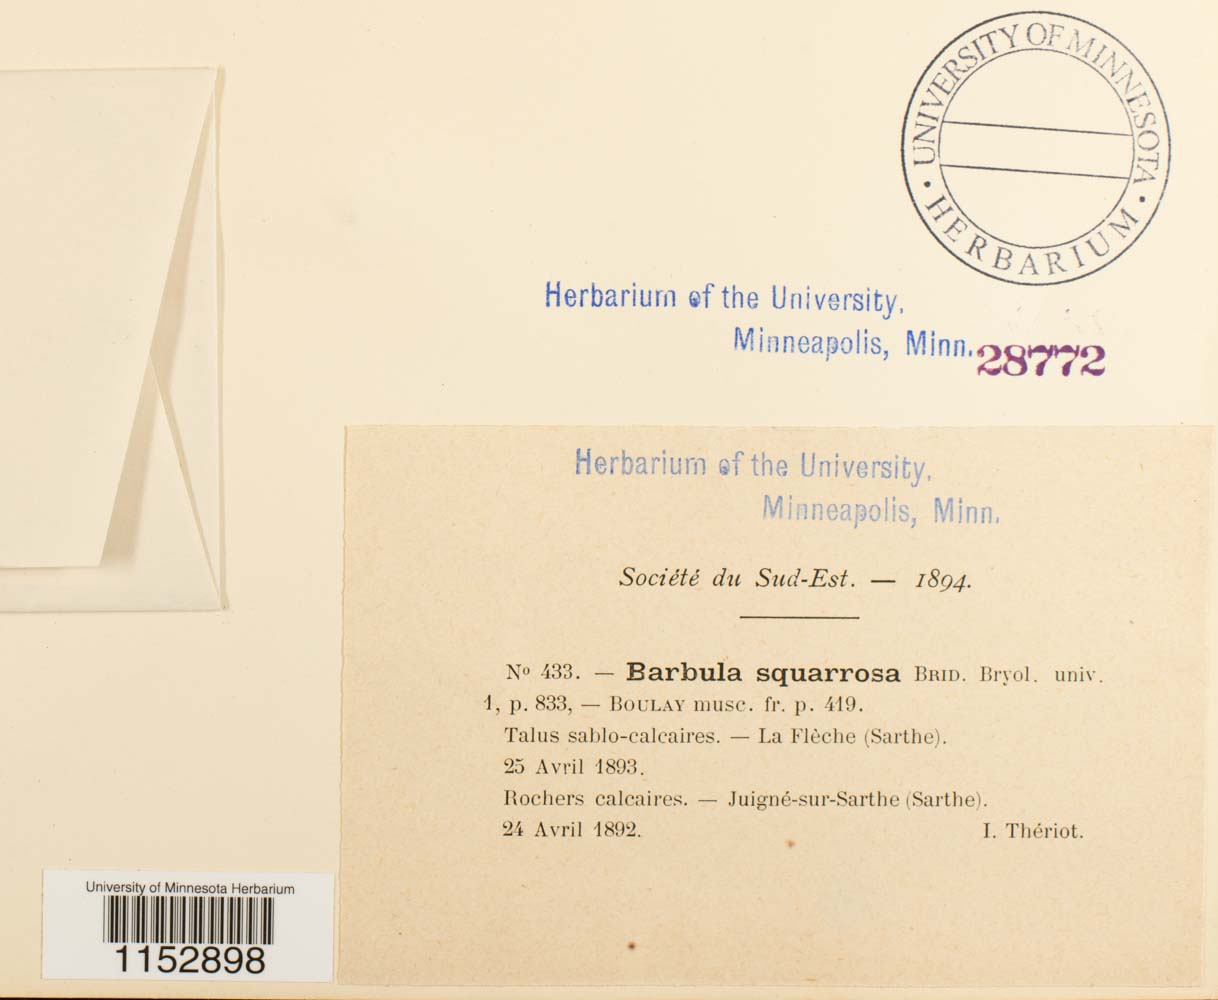 UNIVERSITY OF MINNESOTA
• HERBARIUM •
Herbarium of the University,
Minneapolis, Minn.
28772
Herbarium of the University,
Minneapolis, Minn.
Société du Sud-Est. — 1894.
Nº 433. — Barbula squarrosa BRID. Bryol. univ.
1, p. 833, — BOULAY musc. fr. p. 419.
Talus sablo-calcaires. — La Flèche (Sarthe).
25 Avril 1893.
Rochers calcaires. — Juigné-sur-Sarthe (Sarthe).
24 Avril 1892. I. Thériot.
University of Minnesota Herbarium
1152898